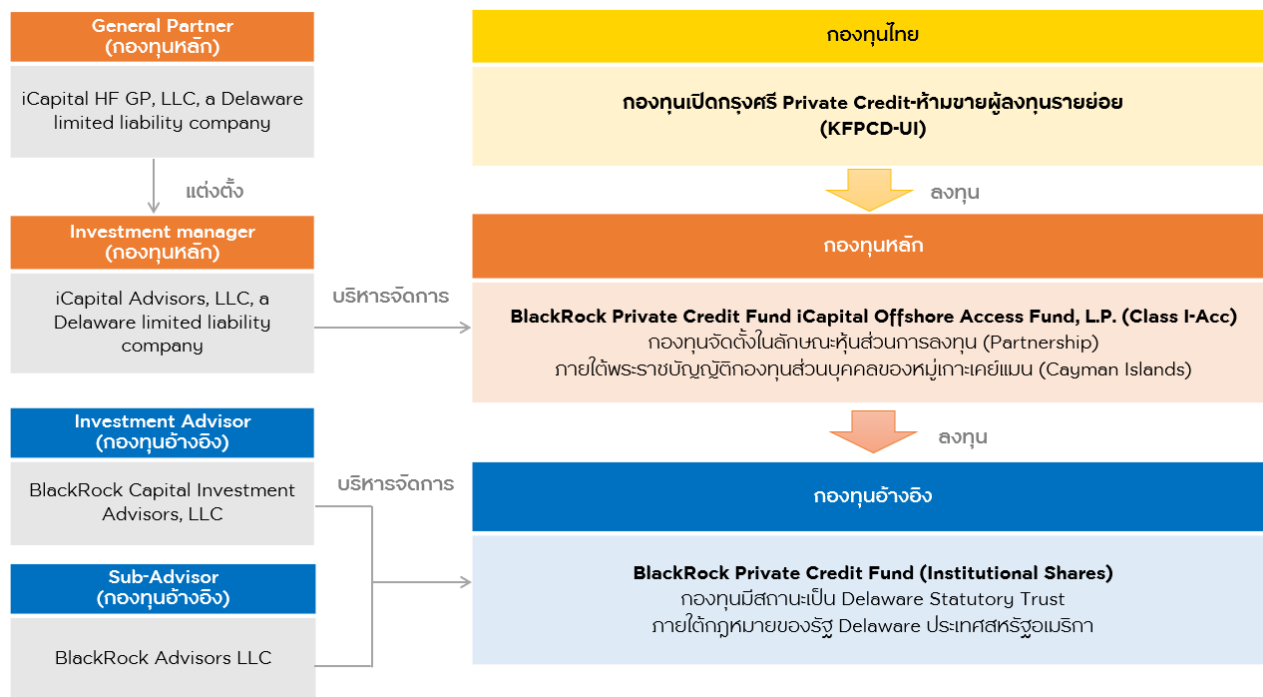 General Partner
(กองทุนหลัก)
iCapital HF GP, LLC, a Delaware
limited liability company
แต่งตั้ง
Investment manager
(กองทุนหลัก)
iCapital Advisors, LLC, a
Delaware limited liability
company
บริหารจัดการ
Investment Advisor
(กองทุนอ้างอิง)
BlackRock Capital Investment
Advisors, LLC
บริหารจัดการ
Sub-Advisor
(กองทุนอ้างอิง)
BlackRock Advisors LLC
กองทุนไทย
กองทุนเปิดกรุงศรี Private Credit-ห้ามขายผู้ลงทุนรายย่อย
(KFPCD-UI)
ลงทุน
กองทุนหลัก
BlackRock Private Credit Fund iCapital Offshore Access Fund, L.P. (Class I-Acc)
กองทุนจัดตั้งในลักษณะหุ้นส่วนการลงทุน (Partnership)
ภายใต้พระราชบัญญัติกองทุนส่วนบุคคลของหมู่เกาะเคย์แมน (Cayman Islands)
ลงทุน
กองทุนอ้างอิง
BlackRock Private Credit Fund (Institutional Shares)
กองทุนมีสถานะเป็น Delaware Statutory Trust
ภายใต้กฎหมายของรัฐ Delaware ประเทศสหรัฐอเมริกา